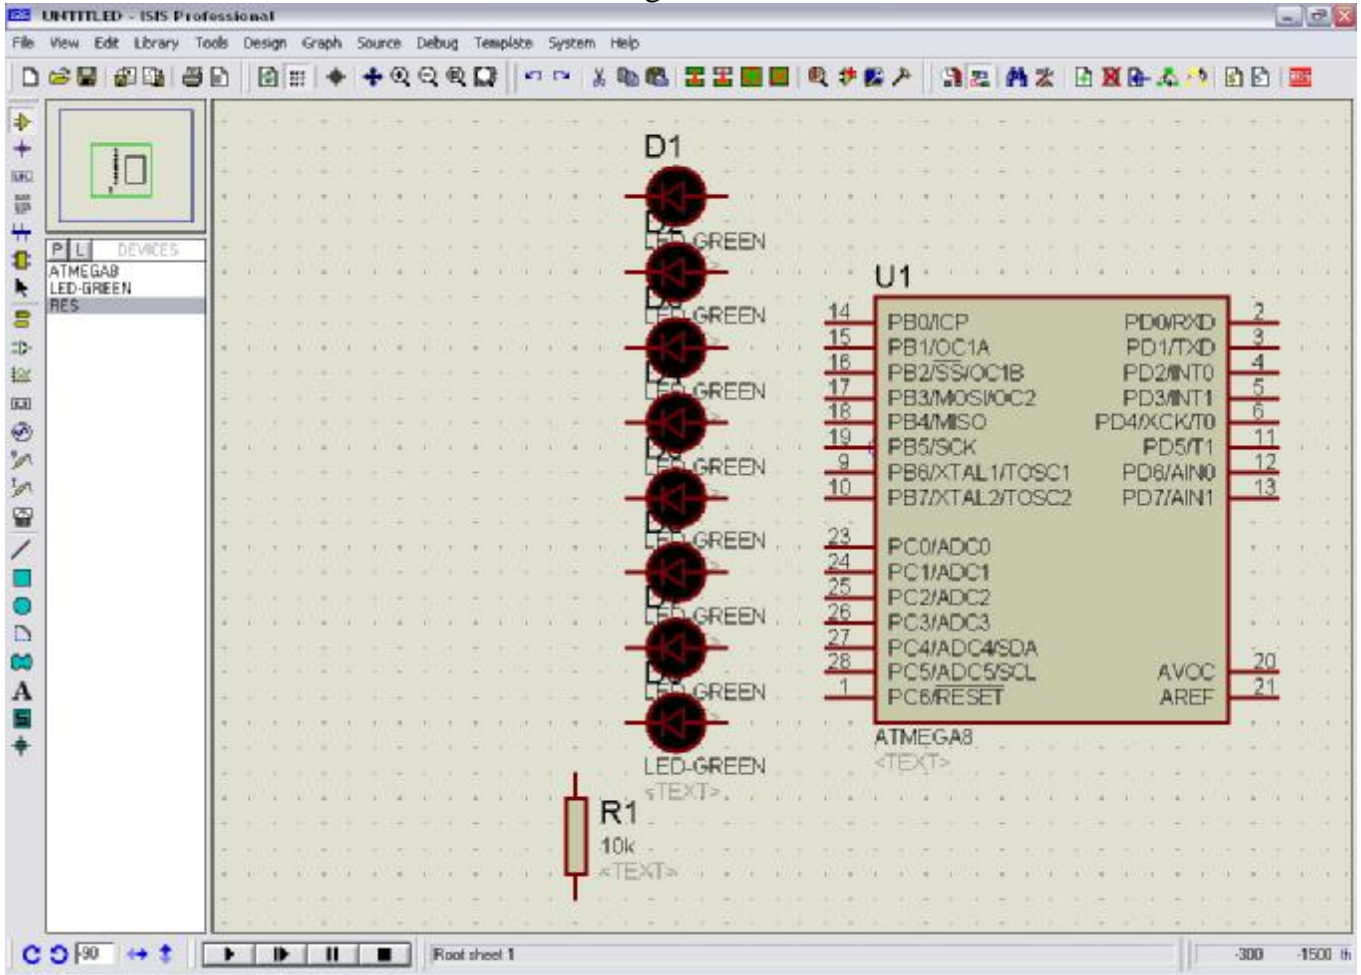 UNTITLED - ISIS Professional
File View Edit Library Tools Design Graph Source Debug Template System Help
P L DEVICES
ATMEGA8
LED-GREEN
RES
D1
D2
LED-GREEN
D3
LED-GREEN
D4
LED-GREEN
LED-GREEN
LED-GREEN
LED-GREEN
LED-GREEN
LED-GREEN
<TEXT>
R1
10k
<TEXT>
U1
14 PB0/ICP PD0/RXD 2
15 PB1/OC1A PD1/TXD 3
16 PB2/SS/OC1B PD2/INT0 4
17 PB3/MOSI/OC2 PD3/INT1 5
18 PB4/MISO PD4/XCK/T0 6
19 PB5/SCK PD5/T1 11
9 PB6/XTAL1/TOSC1 PD6/AIN0 12
10 PB7/XTAL2/TOSC2 PD7/AIN1 13
23 PC0/ADC0
24 PC1/ADC1
25 PC2/ADC2
26 PC3/ADC3
27 PC4/ADC4/SDA
28 PC5/ADC5/SCL AVCC 20
1 PC6/RESET AREF 21
ATMEGA8
<TEXT>
-90 Root sheet 1 -300 -1500 th